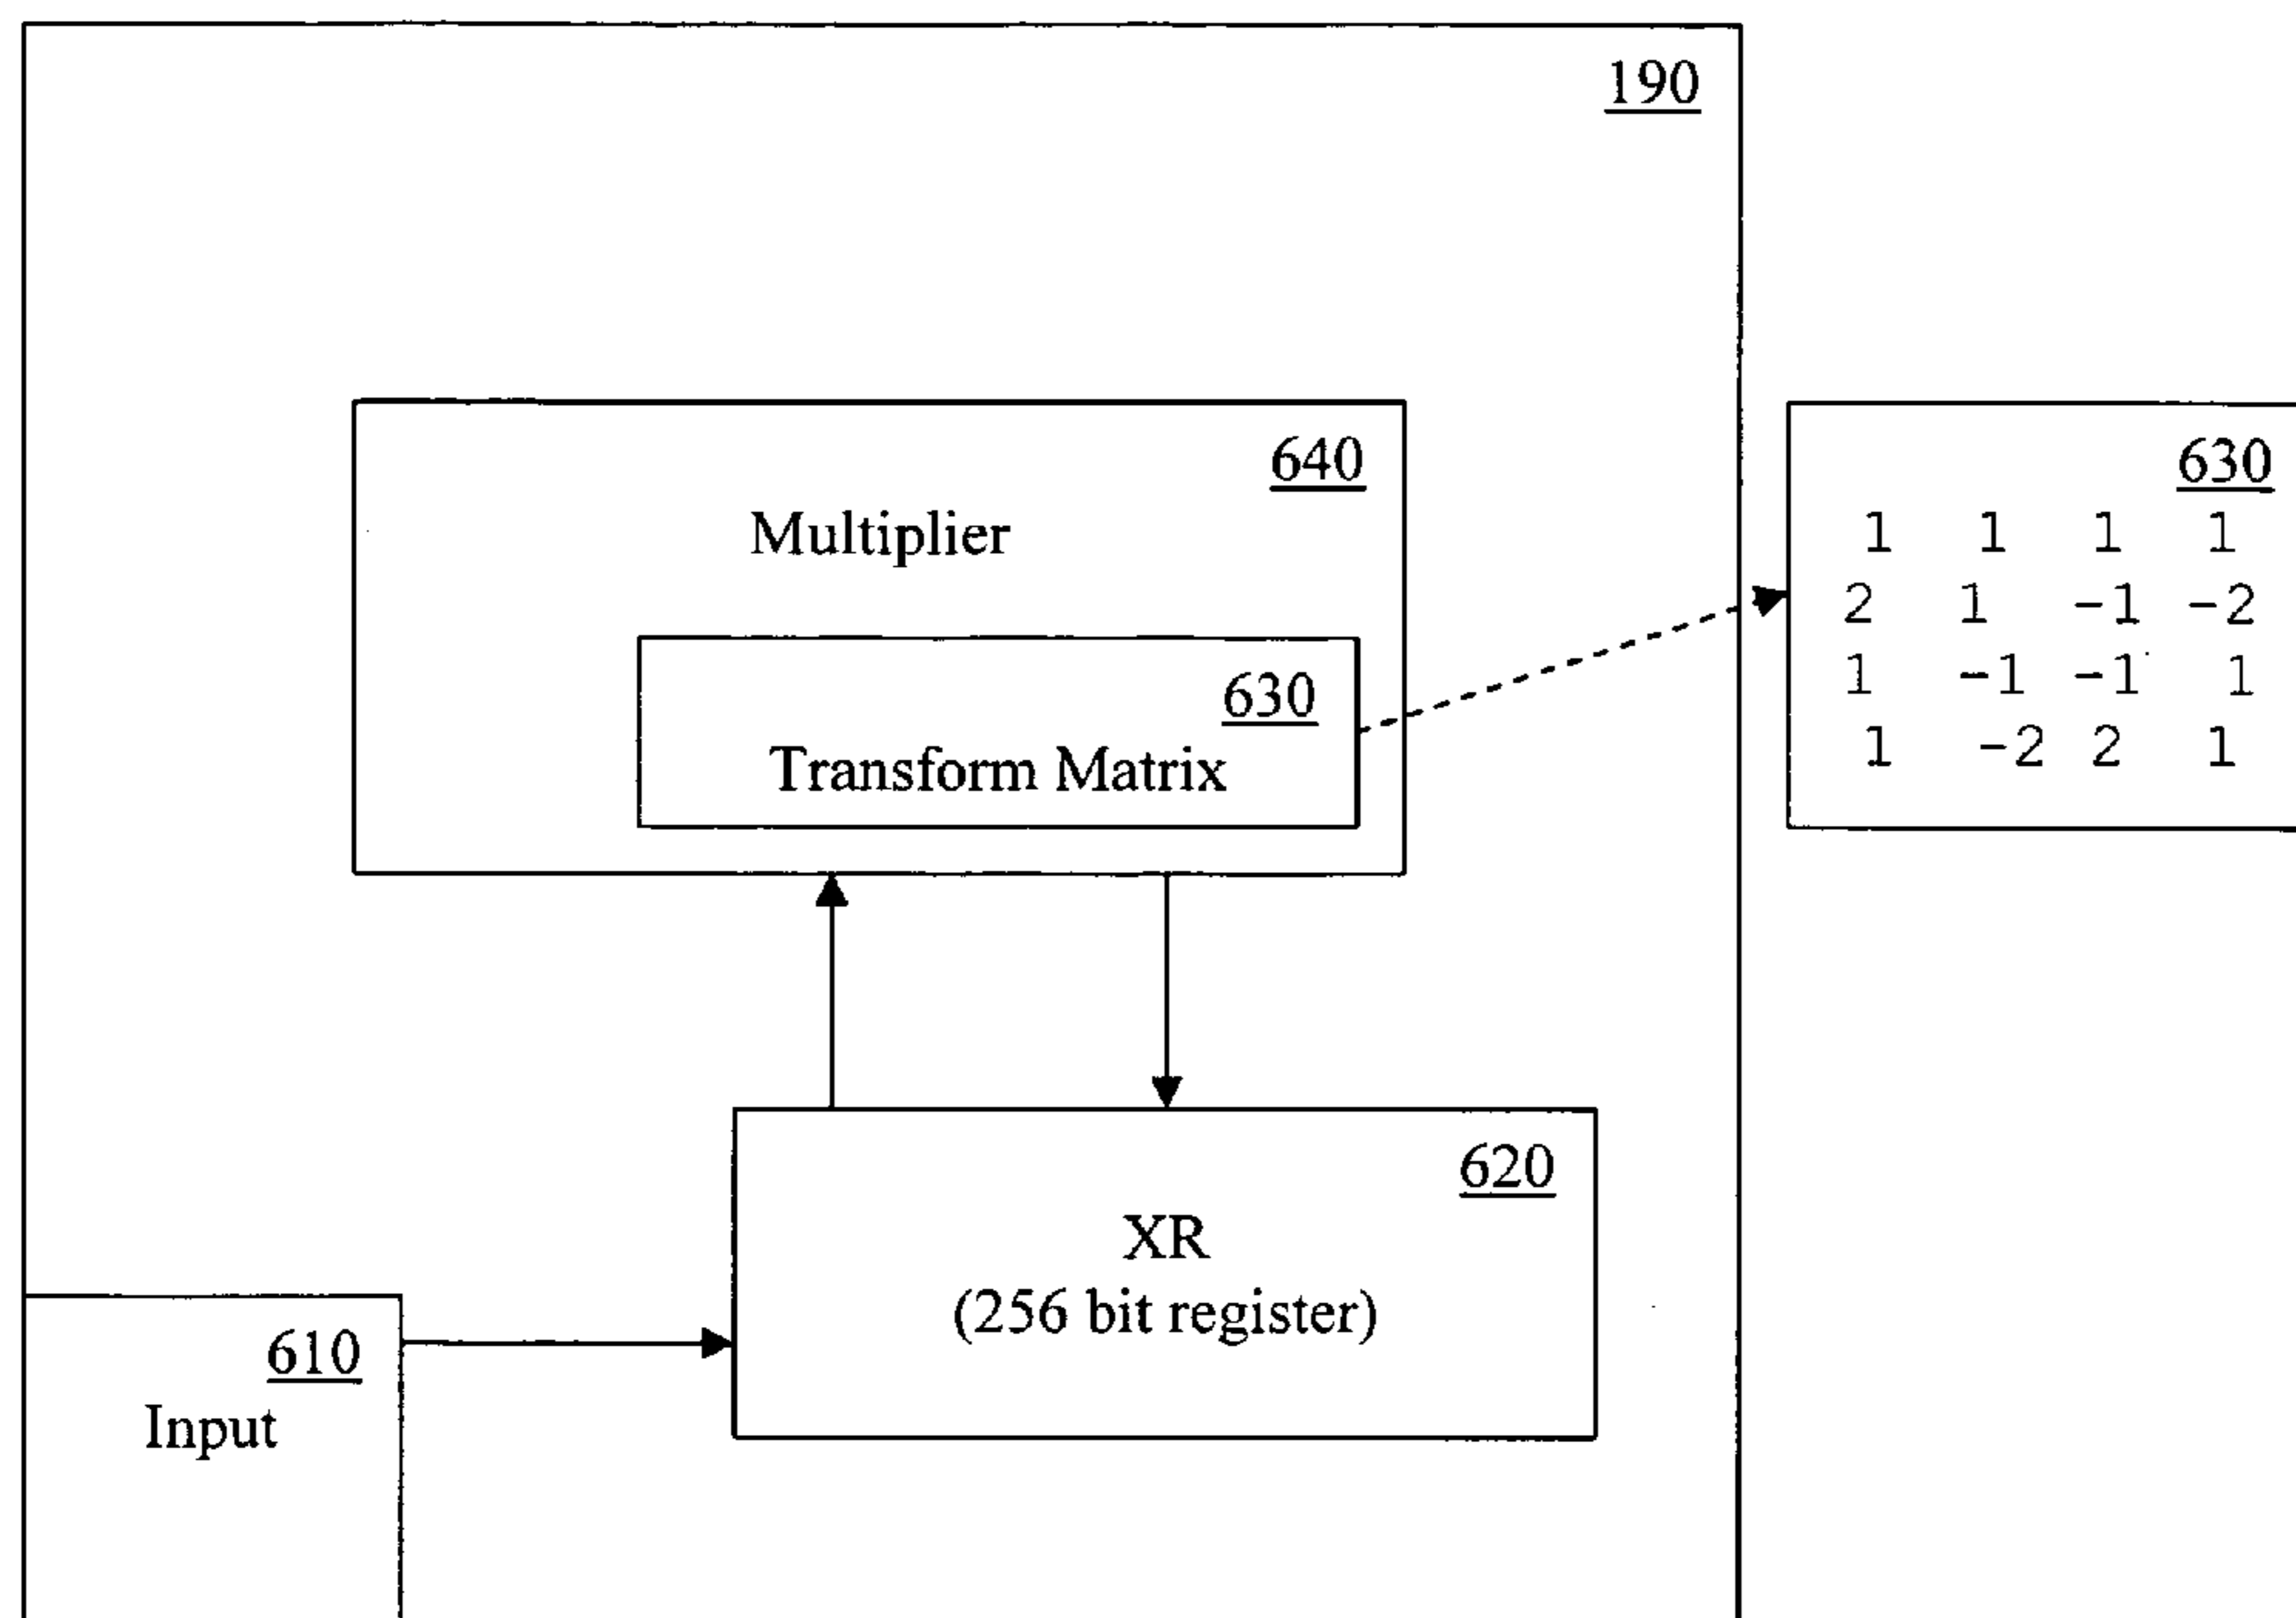 190
640
Multiplier
630
Transform Matrix
630
1 1 1 1
2 1 -1 -2
1 -1 -1 1
1 -2 2 1
620
XR
(256 bit register)
610
Input